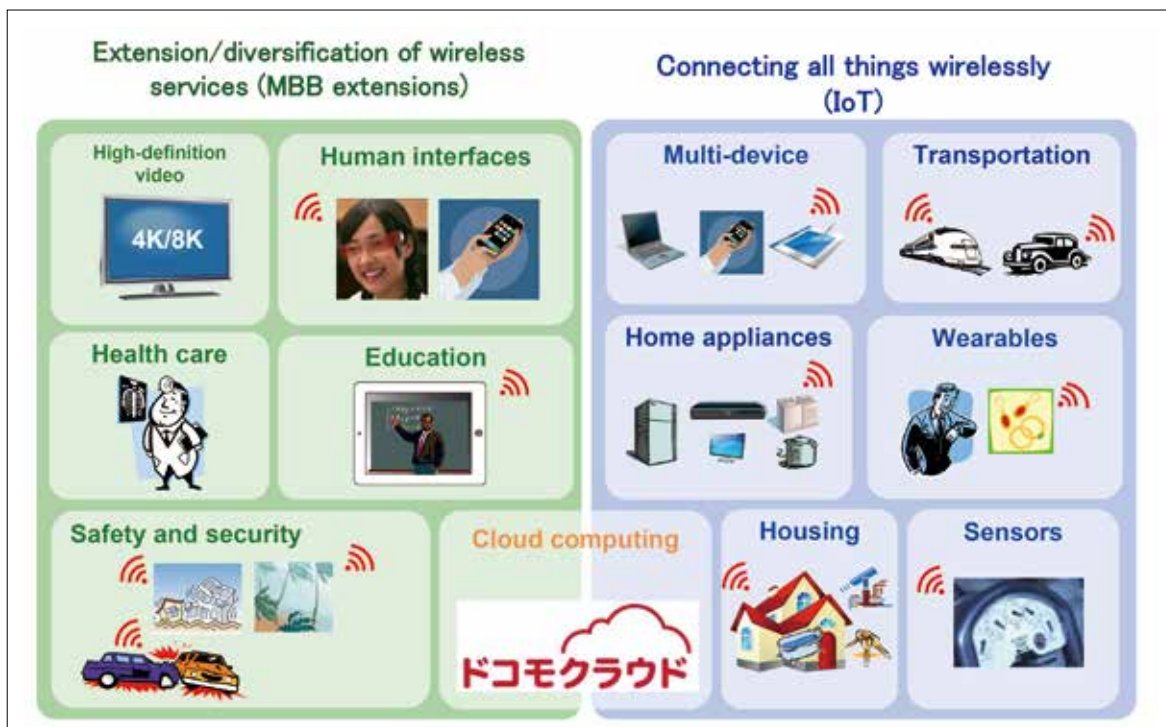 Extension/diversification of wireless
services (MBB extensions)
Connecting all things wirelessly
(IoT)
High-definition
video
4K/8K
Human interfaces
Multi-device
Transportation
Health care
Education
Home appliances
Wearables
Safety and security
Cloud computing
ドコモクラウド
Housing
Sensors